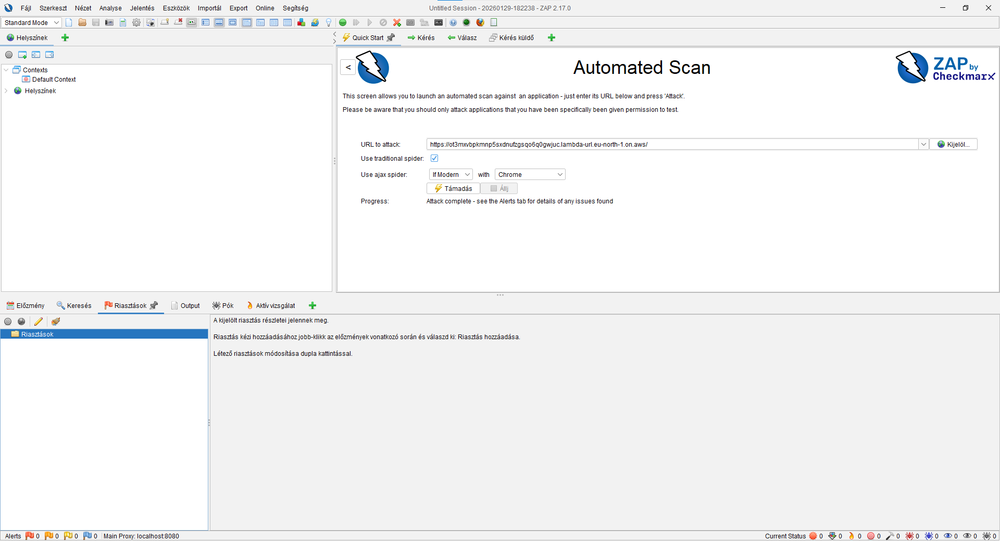 Fájl Szerkeszt Nézet Analyse Jelentés Eszközök Importál Export Online Segítség Untitled Session - 20260129-182238 - ZAP 2.17.0
Standard Mode
Helyszínek
Quick Start Kérés Válasz Kérés küldő
Contexts
Default Context
Helyszínek
<
Automated Scan
ZAP by
Checkmarx
This screen allows you to launch an automated scan against an application - just enter its URL below and press 'Attack'.
Please be aware that you should only attack applications that you have been specifically been given permission to test.
URL to attack: https://ot3mxvbpkmnp5sxdnufzgsqo6q0gwjuc.lambda-url.eu-north-1.on.aws/ Kijelöl...
Use traditional spider:
Use ajax spider: If Modern with Chrome
Támadás Állj
Progress: Attack complete - see the Alerts tab for details of any issues found
Előzmény Keresés Riasztások Output Pók Aktív vizsgálat
Riasztások
A kijelölt riasztás részletei jelennek meg.
Riasztás kézi hozzáadásához jobb-klikk az előzmények vonatkozó során és válaszd ki: Riasztás hozzáadása.
Létező riasztások módosítása dupla kattintással.
Alerts 0 0 0 0 Main Proxy: localhost:8080 Current Status 0 0 0 0 0 0 0 0 0 0